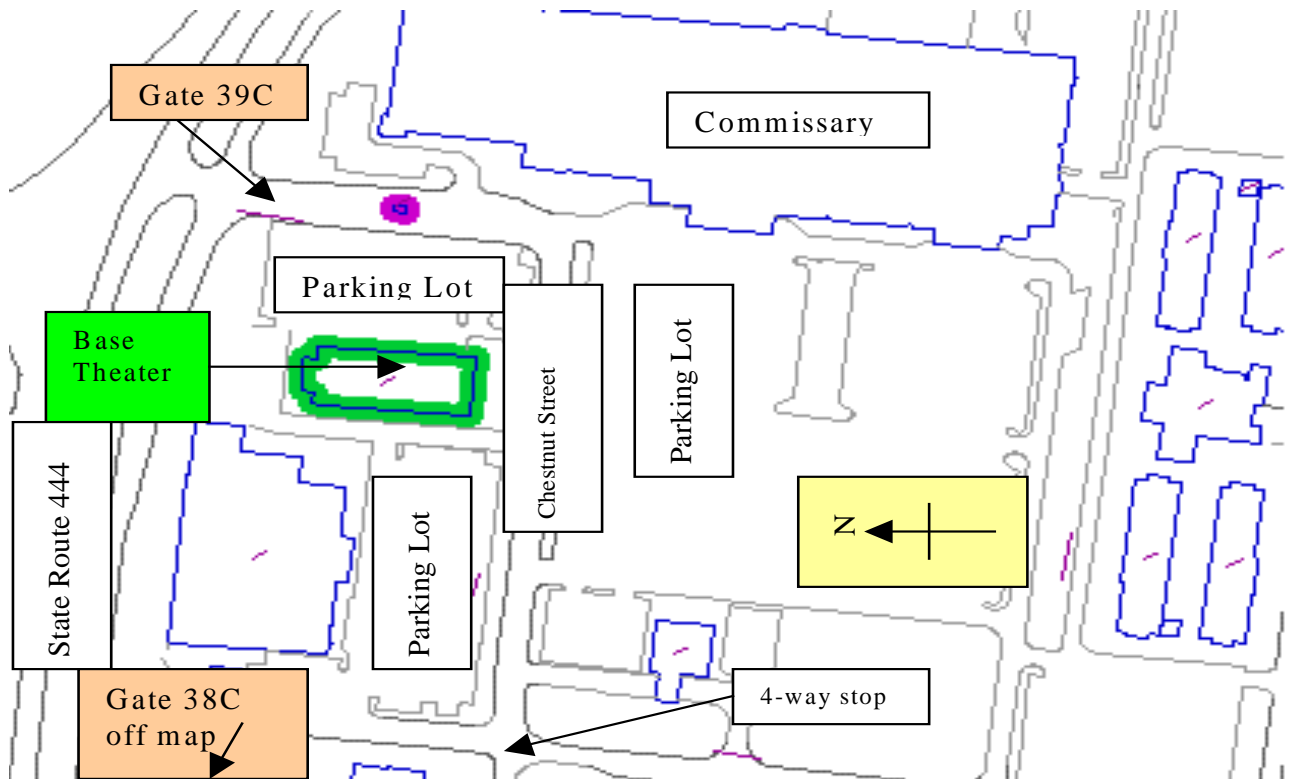 Gate 39C
Commissary
Parking Lot
Base
Theater
Chestnut Street
Parking Lot
State Route 444
Parking Lot
N
Gate 38C
off map
4-way stop